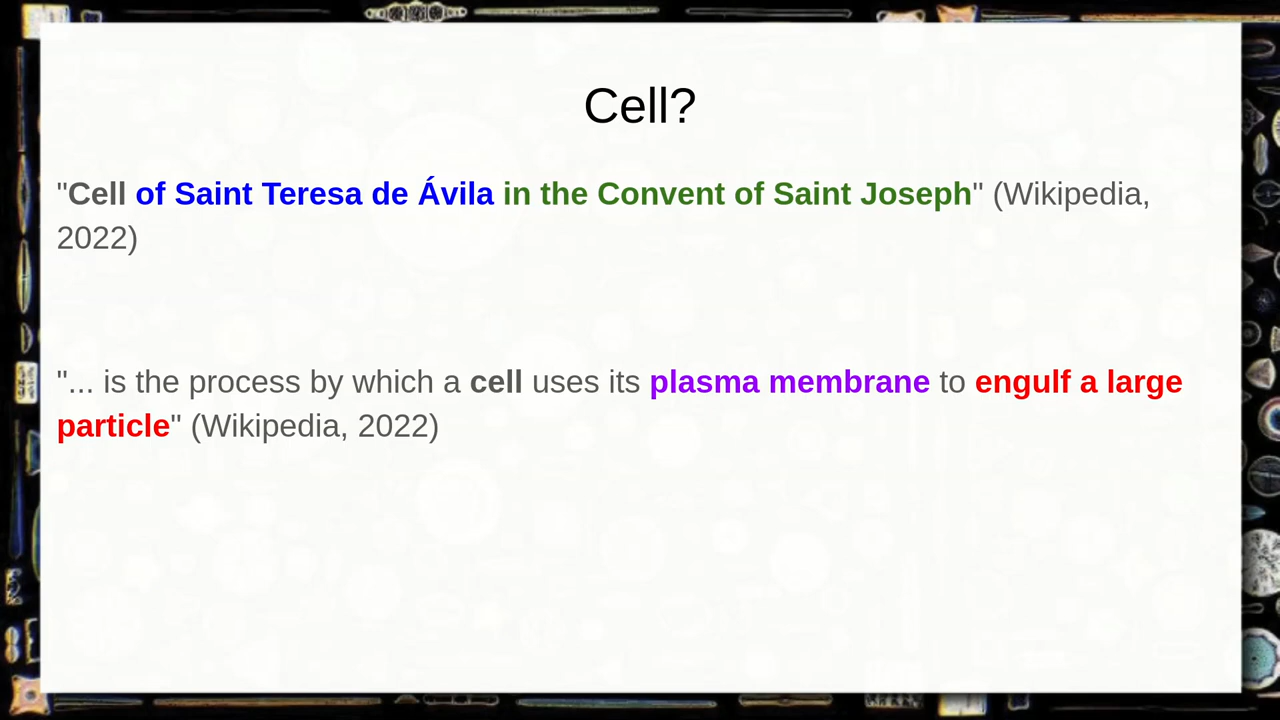 Cell?
"Cell of Saint Teresa de Ávila in the Convent of Saint Joseph" (Wikipedia,
2022)
"... is the process by which a cell uses its plasma membrane to engulf a large
particle" (Wikipedia, 2022)